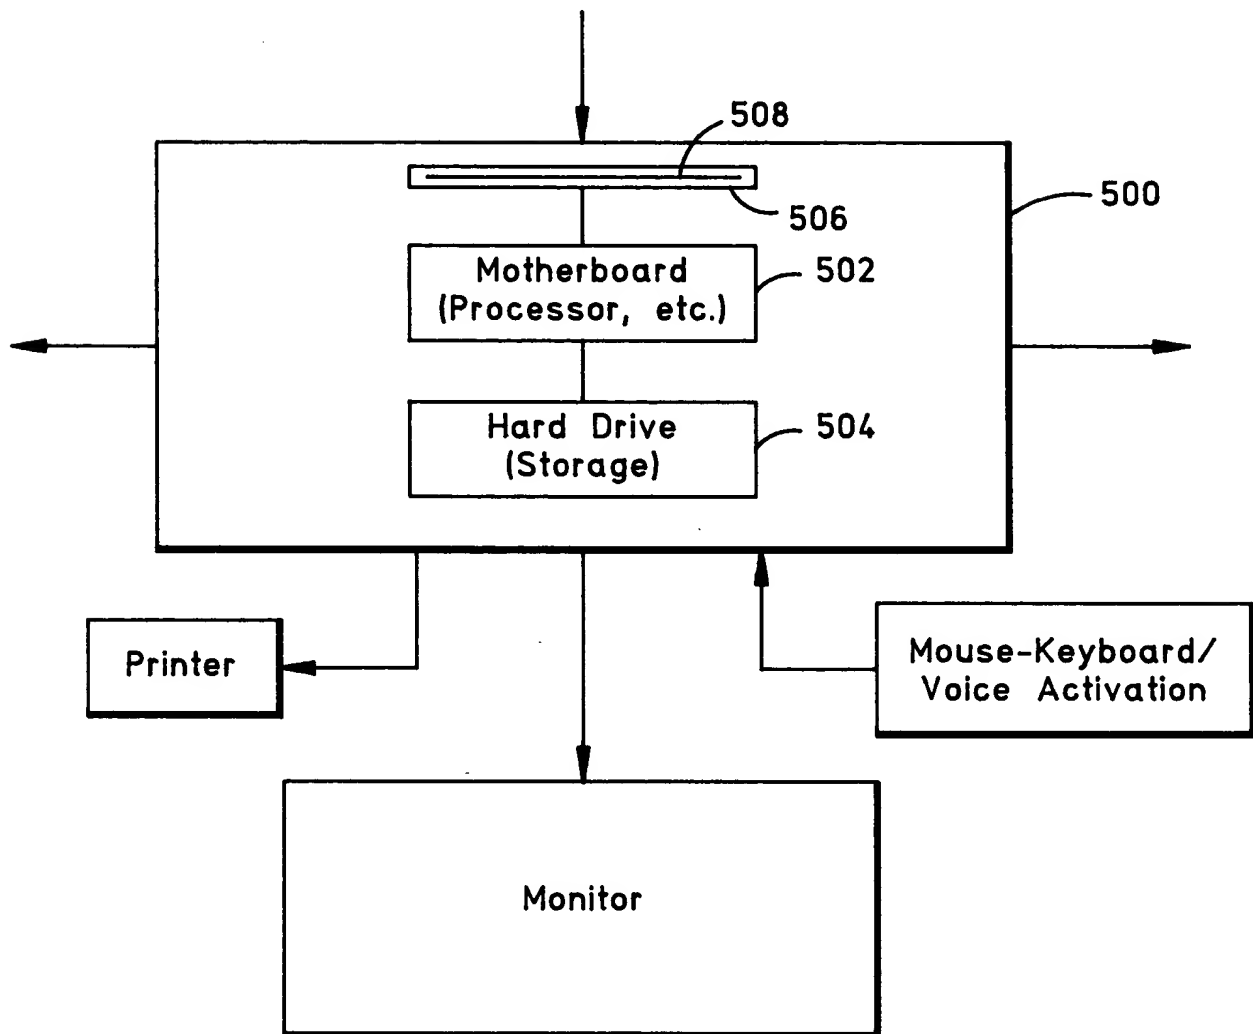 508
500
506
Motherboard
(Processor, etc.)
502
Hard Drive
(Storage)
504
Printer
Mouse-Keyboard/
Voice Activation
Monitor